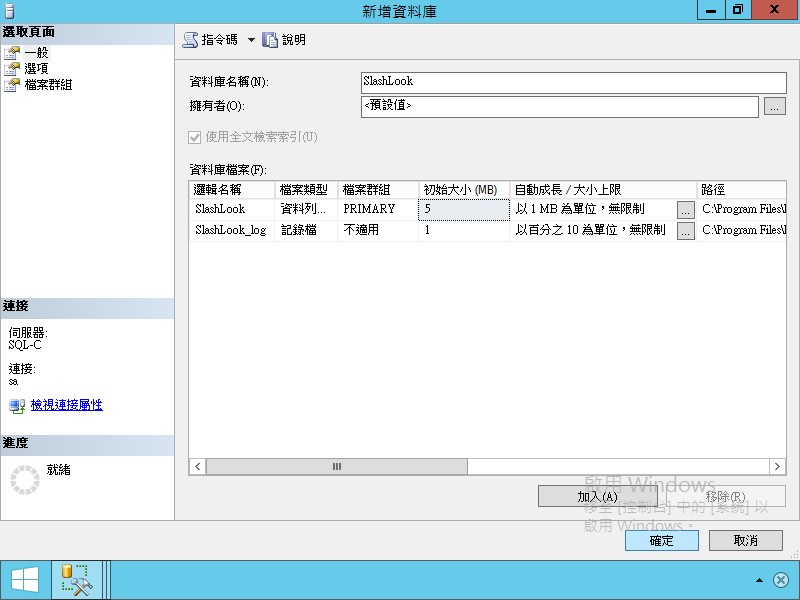 新增資料庫
選取頁面
一般
選項
檔案群組
指令碼
說明
資料庫名稱(N):
SlashLook
擁有者(O):
<預設值>
...
使用全文檢索索引(U)
資料庫檔案(F):
邏輯名稱 檔案類型 檔案群組 初始大小 (MB) 自動成長 / 大小上限 路徑
SlashLook 資料列... PRIMARY 5 以 1 MB 為單位，無限制 ... C:\Program Files\
SlashLook_log 記錄檔 不適用 1 以百分之 10 為單位，無限制 ... C:\Program Files\
連接
伺服器:
SQL-C
連接:
sa
檢視連接屬性
進度
就緒
加入(A)
移除(R)
啟用 Windows
移至 [控制台] 中的 [系統] 以
啟用 Windows。
確定
取消